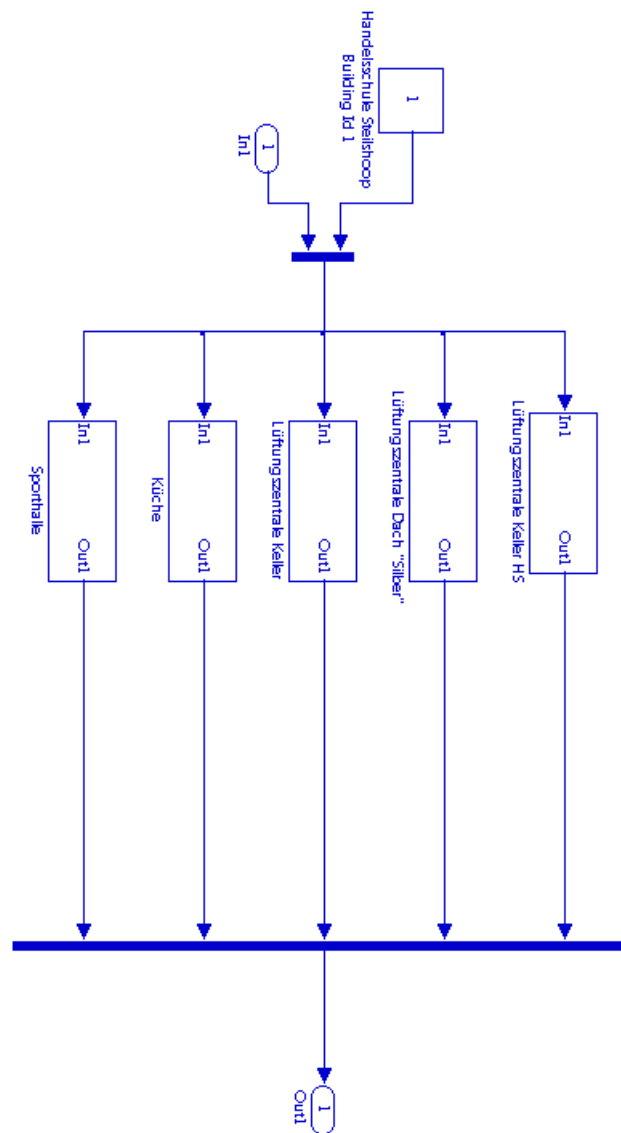 1
Handelsschule Steilshoop
Building Id 1
1
In1
In1 Out1
Lüftungszentrale Keller HS
In1 Out1
Lüftungszentrale Dach "Silber"
In1 Out1
Lüftungszentrale Keller
In1 Out1
Küche
In1 Out1
Sporthalle
1
Out1